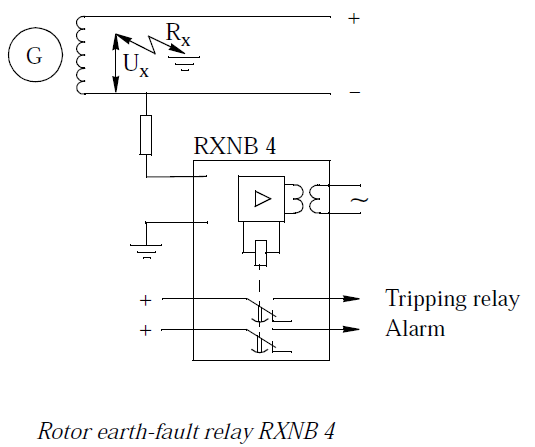 +
G
Rx
Ux
−
RXNB 4
~
+ Tripping relay
+ Alarm
Rotor earth-fault relay RXNB 4